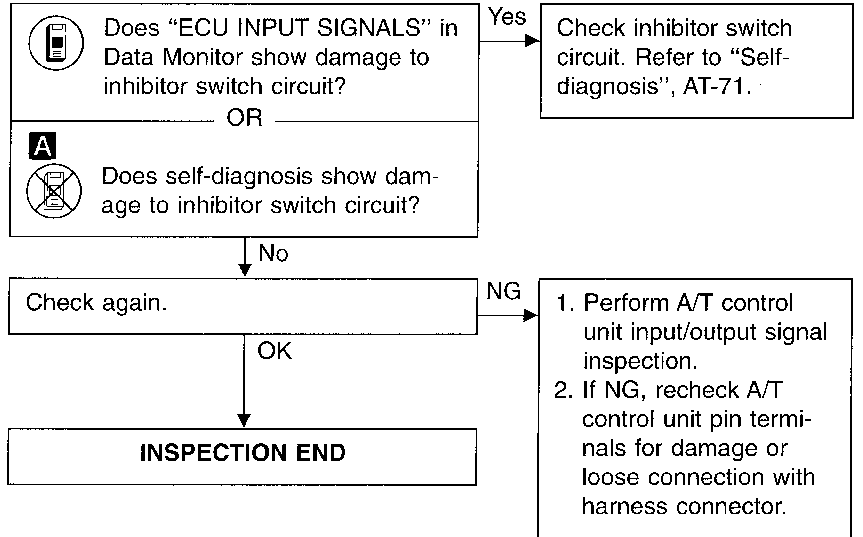 Does “ECU INPUT SIGNALS” in
Data Monitor show damage to
inhibitor switch circuit?
OR
A
Does self-diagnosis show dam-
age to inhibitor switch circuit?
Yes
Check inhibitor switch
circuit. Refer to “Self-
diagnosis”, AT-71.
No
Check again.
NG
1. Perform A/T control
unit input/output signal
inspection.
2. If NG, recheck A/T
control unit pin termi-
nals for damage or
loose connection with
harness connector.
OK
INSPECTION END